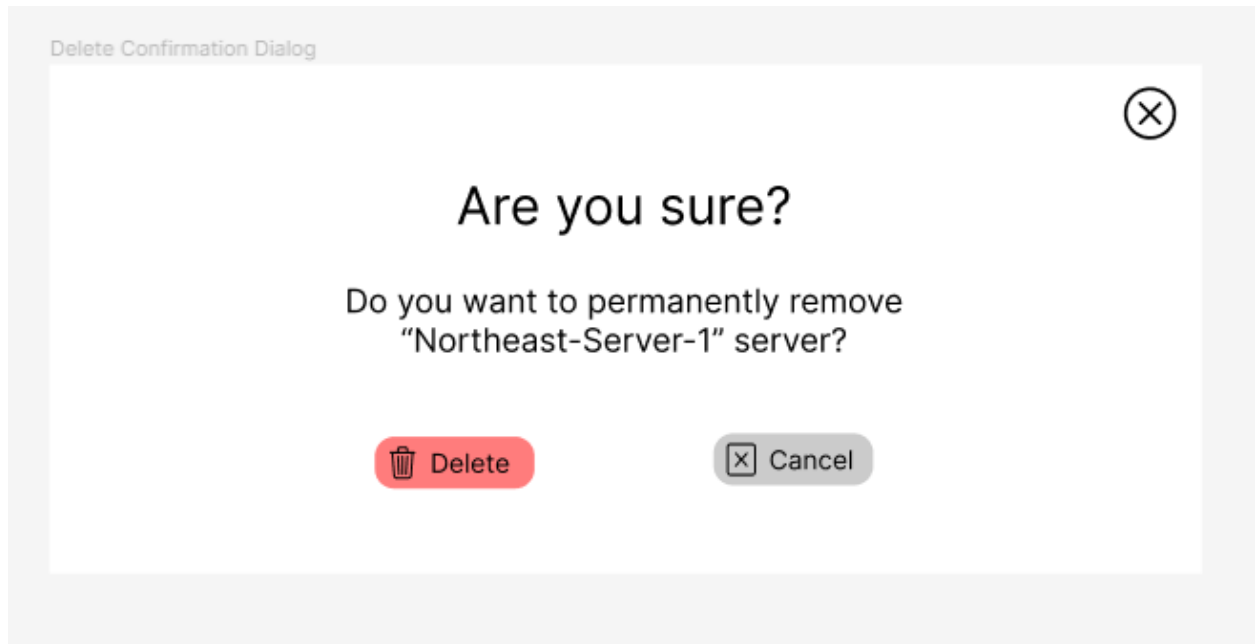 Delete Confirmation Dialog
Are you sure?
Do you want to permanently remove
“Northeast-Server-1” server?
Delete
Cancel